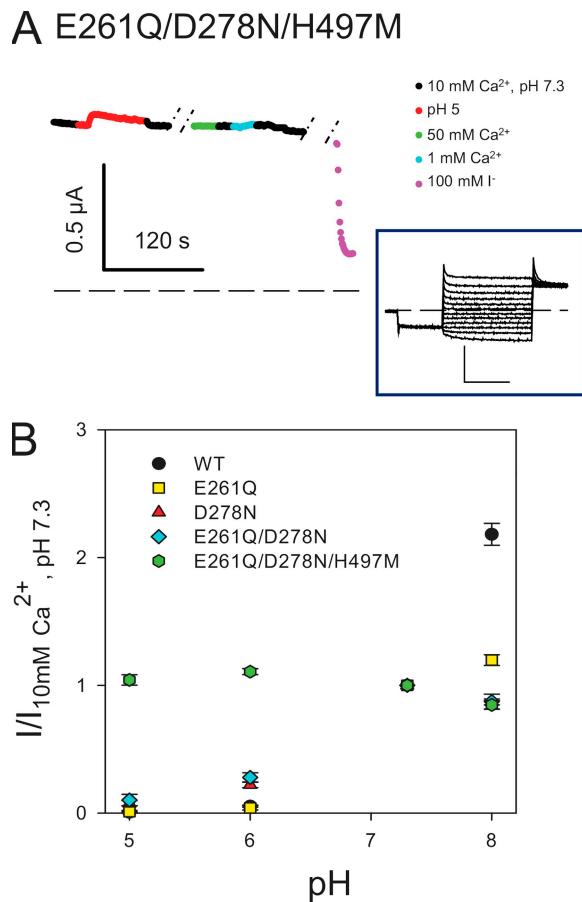 A E261Q/D278N/H497M
10 mM Ca²⁺, pH 7.3
pH 5
50 mM Ca²⁺
1 mM Ca²⁺
100 mM I⁻
0.5 µA
120 s
B
3
2
1
0
WT
E261Q
D278N
E261Q/D278N
E261Q/D278N/H497M
I/I10mM Ca²⁺, pH 7.3
5 6 7 8
pH